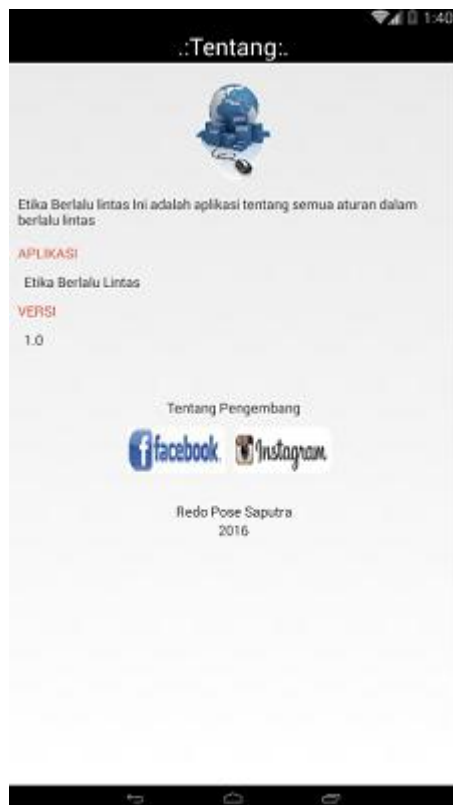 1:40
.:Tentang:.
Etika Berlalu lintas Ini adalah aplikasi tentang semua aturan dalam
berlalu lintas
APLIKASI
Etika Berlalu Lintas
VERSI
1.0
Tentang Pengembang
facebook. Instagram
Redo Pose Saputra
2016